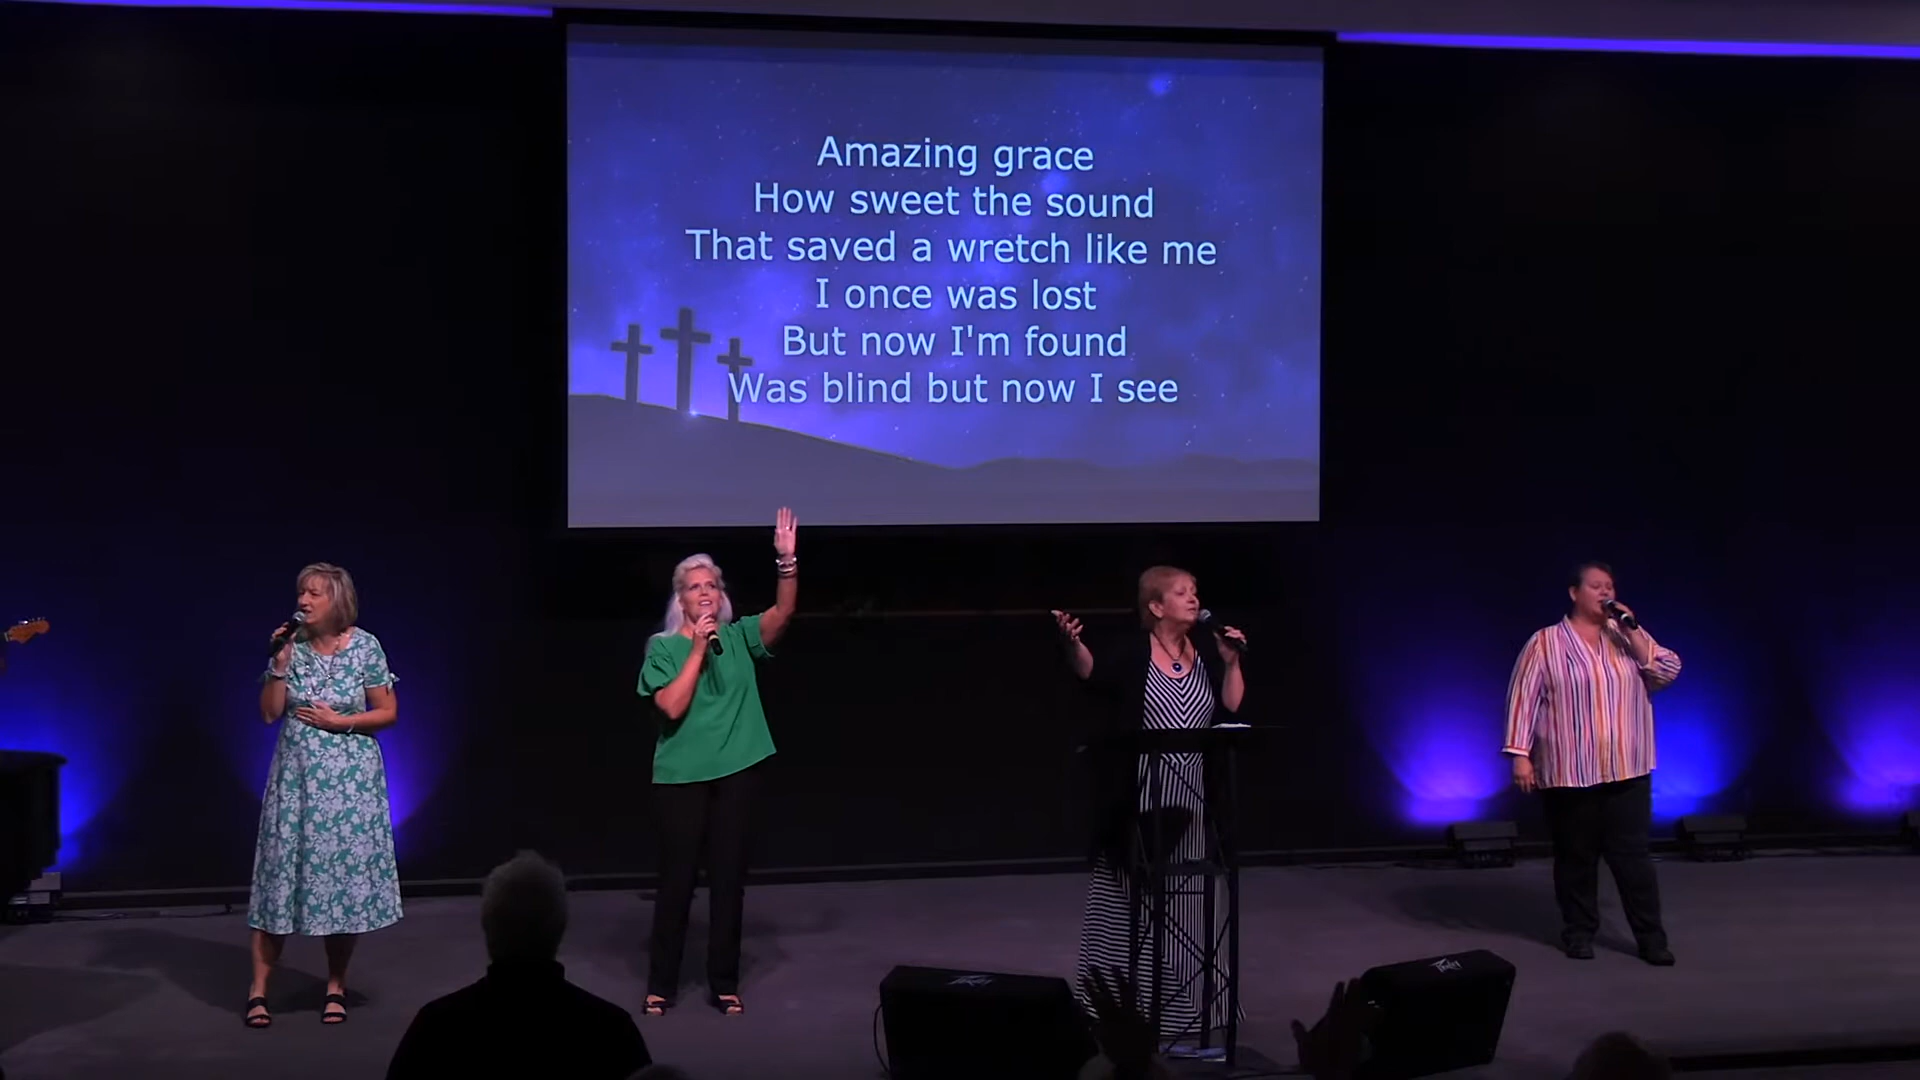 Amazing grace
How sweet the sound
That saved a wretch like me
I once was lost
But now I'm found
Was blind but now I see